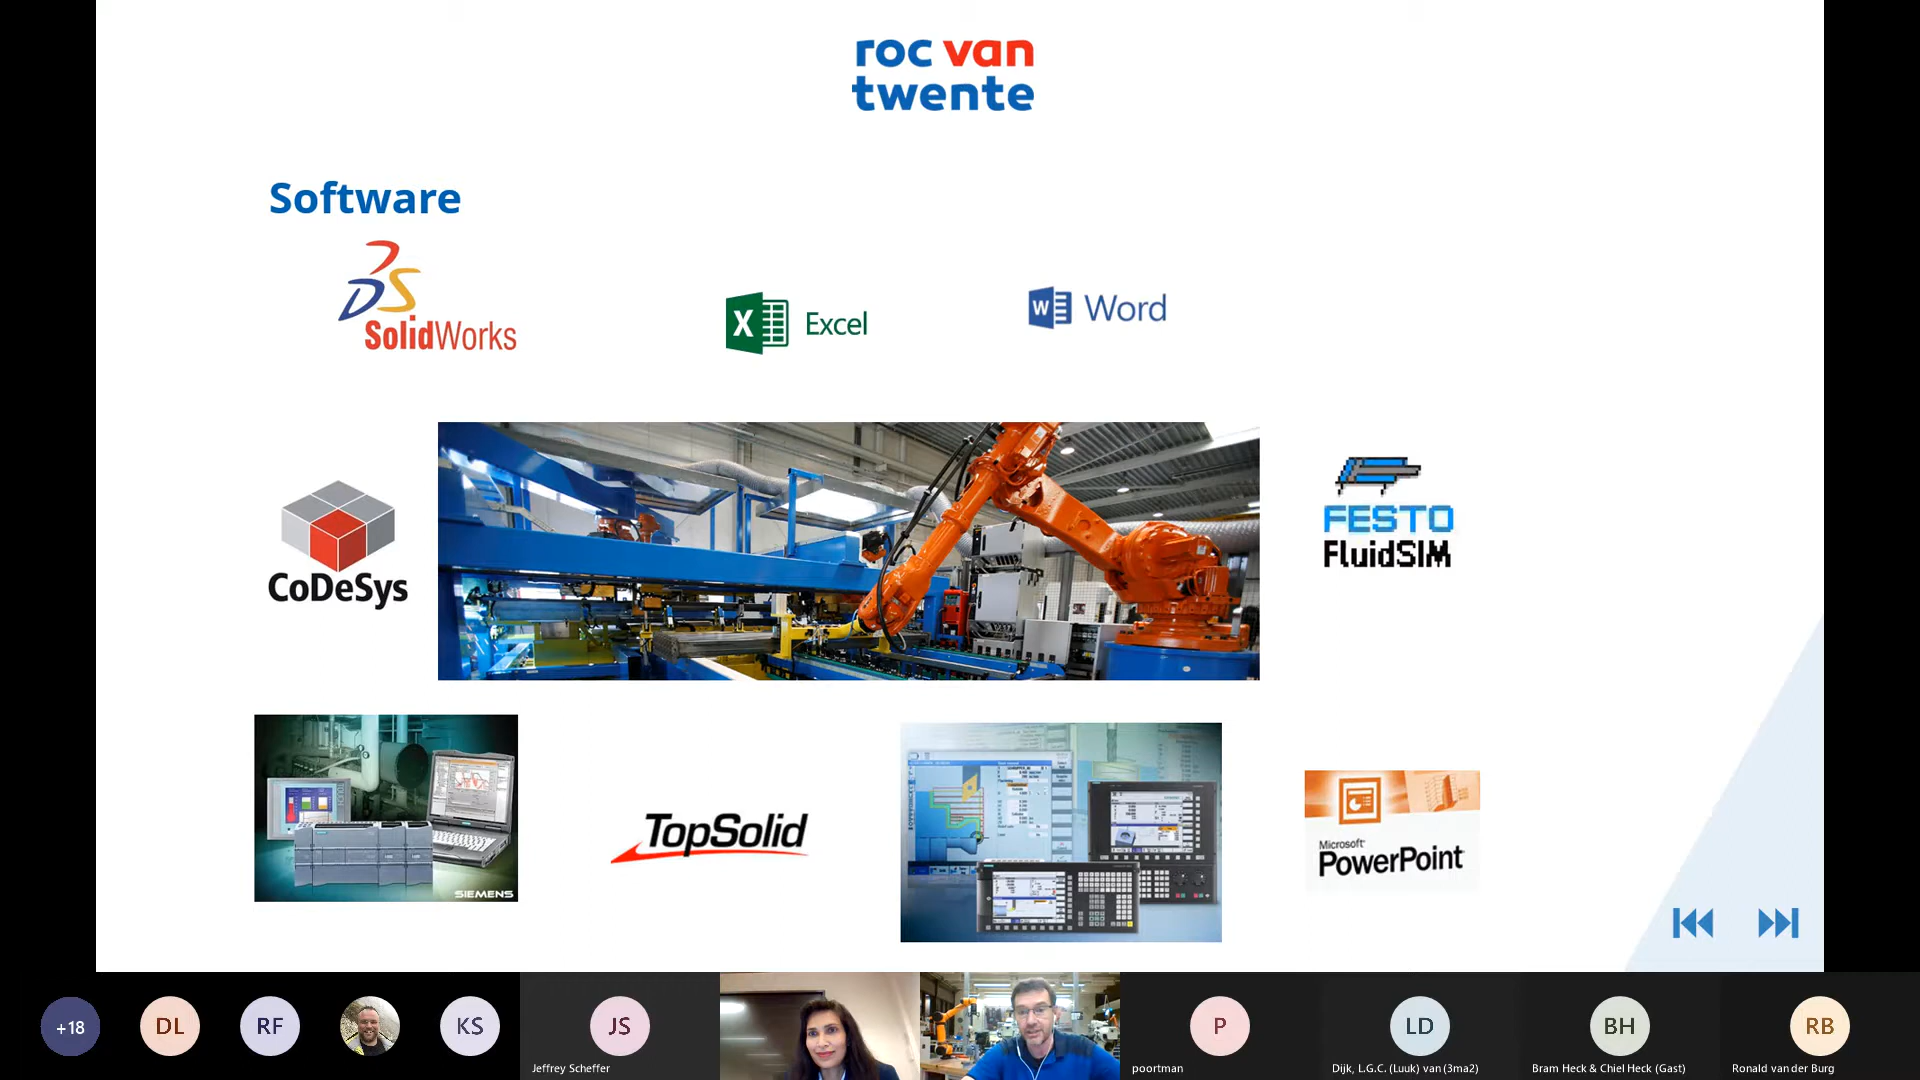 roc van
twente
Software
SolidWorks
Excel
Word
CoDeSys
FESTO
FluidSIM
SIEMENS
TopSolid
Microsoft
PowerPoint
+18
DL
RF
KS
JS
Jeffrey Scheffer
P
poortman
LD
Dijk, L.G.C. (Luuk) van (3ma2)
BH
Bram Heck & Chiel Heck (Gast)
RB
Ronald van der Burg